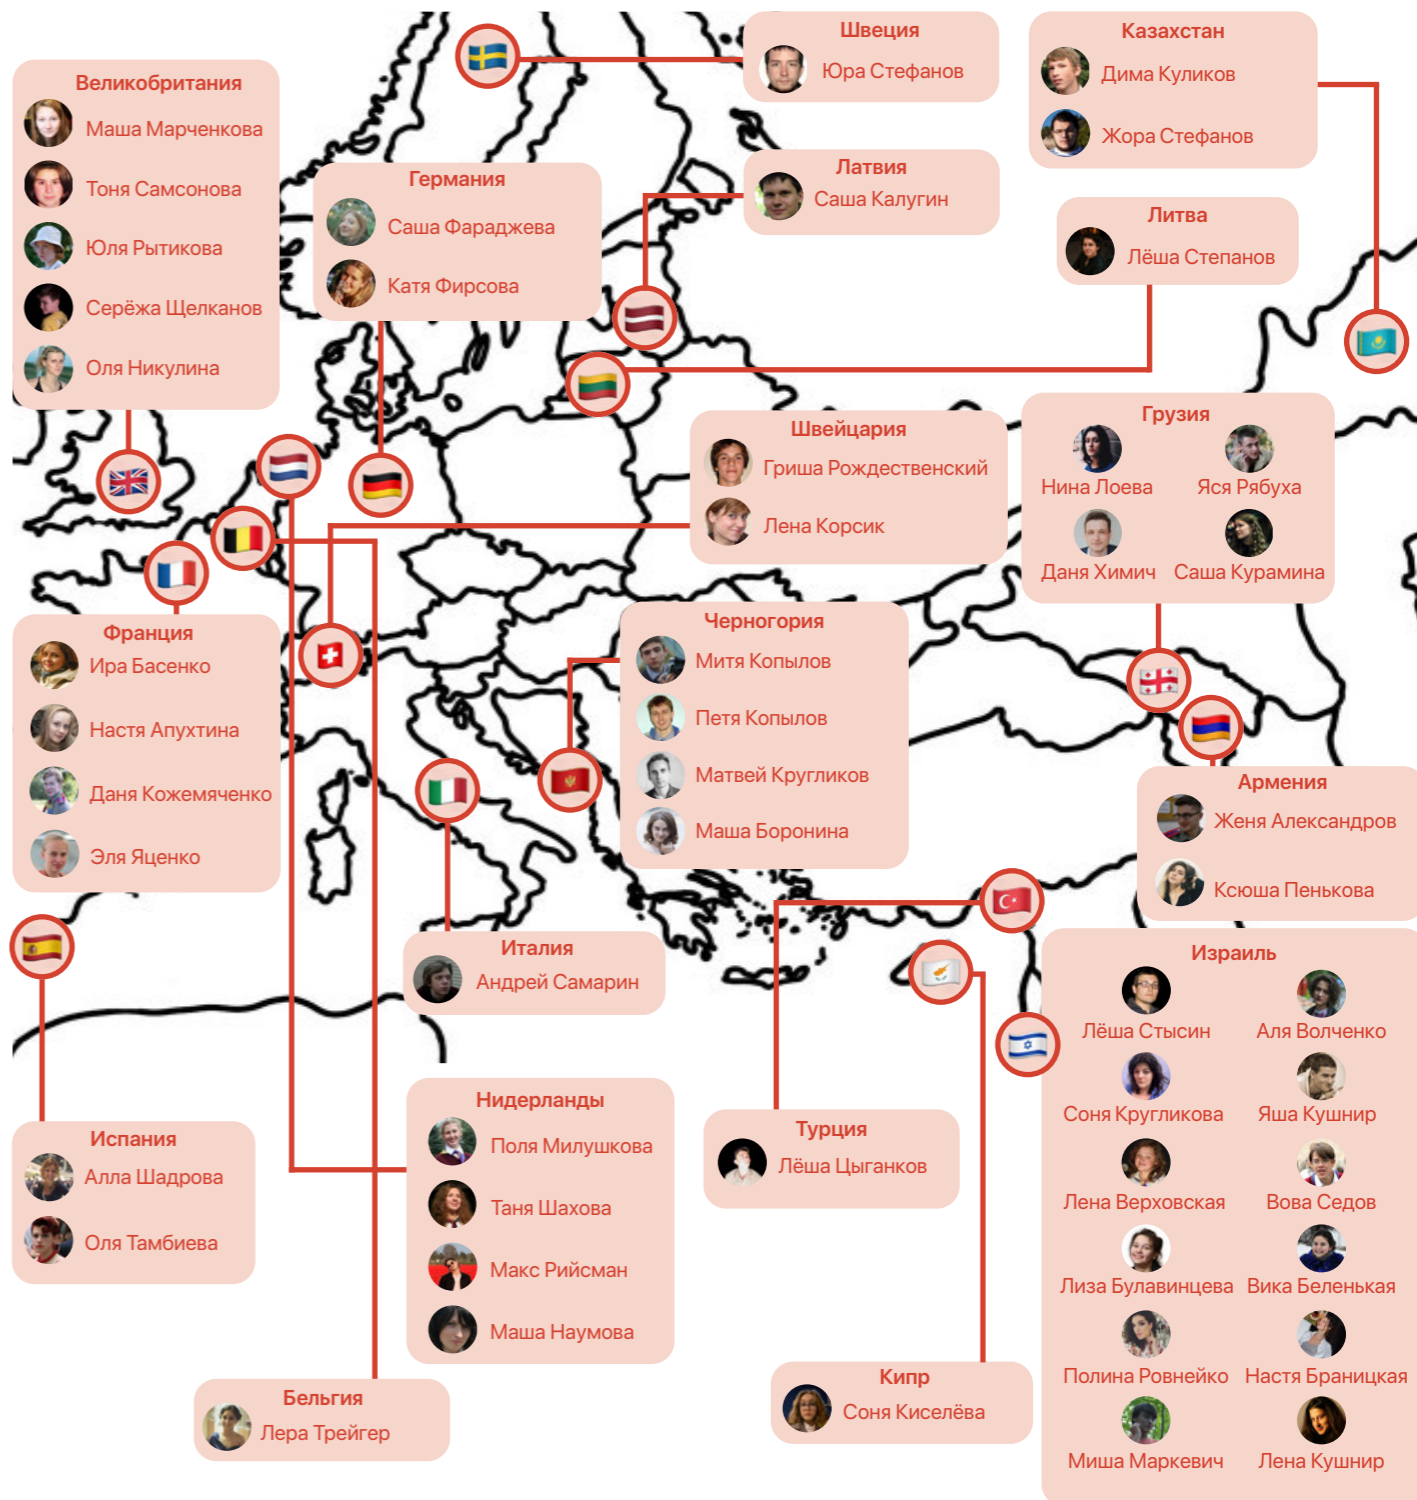 Швеция
Юра Стефанов
Казахстан
Дима Куликов
Жора Стефанов
Великобритания
Маша Марченкова
Тоня Самсонова
Юля Рытикова
Серёжа Щелканов
Оля Никулина
Германия
Саша Фараджева
Катя Фирсова
Латвия
Саша Калугин
Литва
Лёша Степанов
Швейцария
Гриша Рождественский
Лена Корсик
Грузия
Нина Лоева
Яся Рябуха
Даня Химич
Саша Курамина
Франция
Ира Басенко
Настя Апухтина
Даня Кожемяченко
Эля Яценко
Черногория
Митя Копылов
Петя Копылов
Матвей Кругликов
Маша Боронина
Армения
Женя Александров
Ксюша Пенькова
Италия
Андрей Самарин
Израиль
Лёша Стысин
Аля Волченко
Соня Кругликова
Яша Кушнир
Лена Верховская
Вова Седов
Лиза Булавинцева
Вика Беленькая
Полина Ровнейко
Настя Браницкая
Миша Маркевич
Лена Кушнир
Испания
Алла Шадрова
Оля Тамбиева
Нидерланды
Поля Милушкова
Таня Шахова
Макс Рийсман
Маша Наумова
Турция
Лёша Цыганков
Бельгия
Лера Трейгер
Кипр
Соня Киселёва